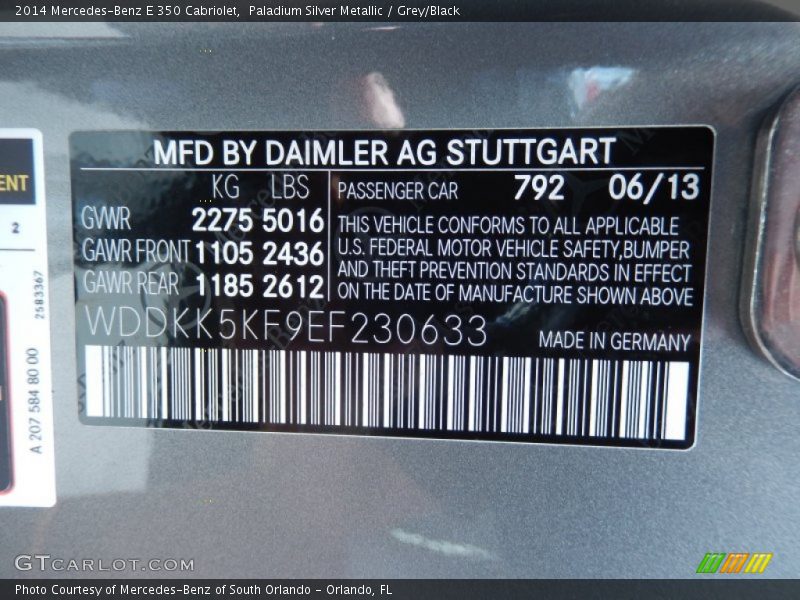 2014 Mercedes-Benz E 350 Cabriolet,  Paladium Silver Metallic / Grey/Black
MFD BY DAIMLER AG STUTTGART
KG LBS
GVWR 2275 5016
GAWR FRONT 1105 2436
GAWR REAR 1185 2612
PASSENGER CAR 792 06/13
THIS VEHICLE CONFORMS TO ALL APPLICABLE
U.S. FEDERAL MOTOR VEHICLE SAFETY,BUMPER
AND THEFT PREVENTION STANDARDS IN EFFECT
ON THE DATE OF MANUFACTURE SHOWN ABOVE
WDDKK5KF9EF230633
MADE IN GERMANY
ENT
2
2583367
A 207 584 80 00
GTCARLOT.COM
Photo Courtesy of Mercedes-Benz of South Orlando - Orlando, FL